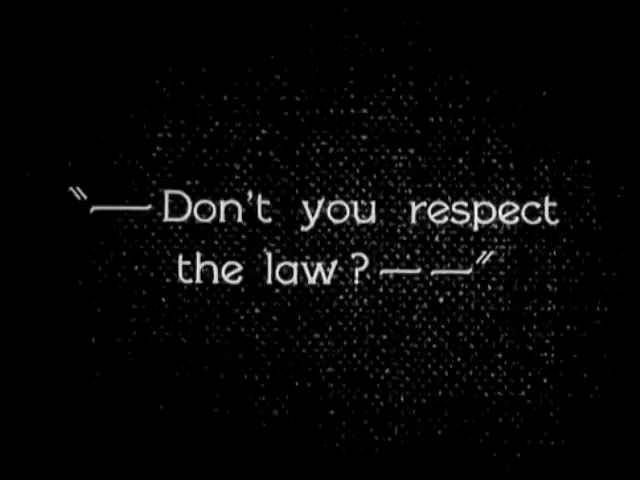 "—Don't you respect
the law?— —"